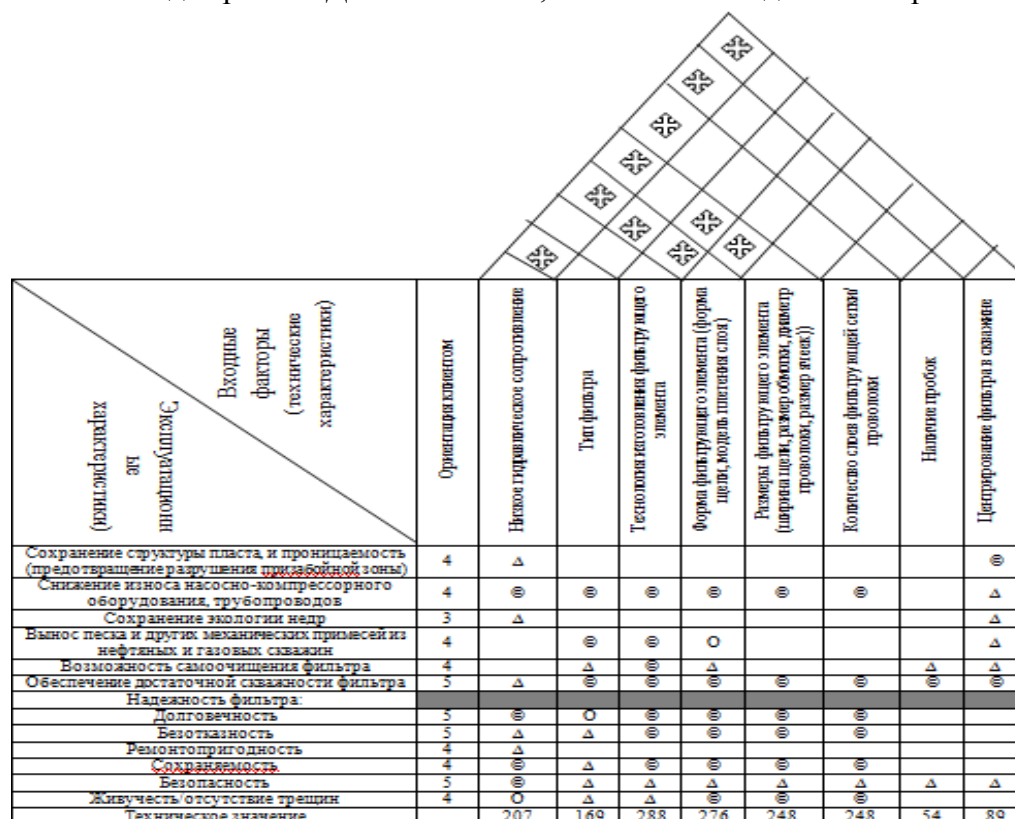 Входные
факторы
(технические
характеристики)
Эксплуатационн
ые
характеристики)
Ориентация клиентом
Низкое гидравлическое сопротивление
Тип фильтра
Технология изготовления фильтрующего
элемента
Форма фильтрующего элемента (форма
щели, модель плетения слоя)
Размеры фильтрующего элемента
(ширина щели, размер обмотки, диаметр
проволоки, размер ячеек))
Количество слоев фильтрующей сетки/
проволоки
Наличие пробок
Центрирование фильтра в скважине
Сохранение структуры пласта, и проницаемость
(предотвращение разрушения призабойной зоны)
4 Δ ⊜
Снижение износа насосно-компрессорного
оборудования, трубопроводов
4 ⊜ ⊜ ⊜ ⊜ ⊜ ⊜ Δ
Сохранение экологии недр 3 Δ Δ
Вынос песка и других механических примесей из
нефтяных и газовых скважин
4 ⊜ ⊜ O Δ
Возможность самоочищения фильтра 4 Δ ⊜ Δ Δ Δ
Обеспечение достаточной скважности фильтра 5 Δ ⊜ ⊜ ⊜ ⊜ ⊜ ⊜ ⊜
Надежность фильтра:
Долговечность 5 ⊜ O ⊜ ⊜ ⊜ ⊜
Безотказность 5 Δ Δ ⊜ ⊜ ⊜ ⊜
Ремонтопригодность 4 Δ
Сохраняемость 4 ⊜ Δ ⊜ ⊜ ⊜ ⊜
Безопасность 5 ⊜ Δ Δ Δ Δ Δ Δ Δ
Живучесть/отсутствие трещин 4 O Δ Δ ⊜ ⊜ ⊜
Техническое значение 207 169 288 276 248 248 54 89